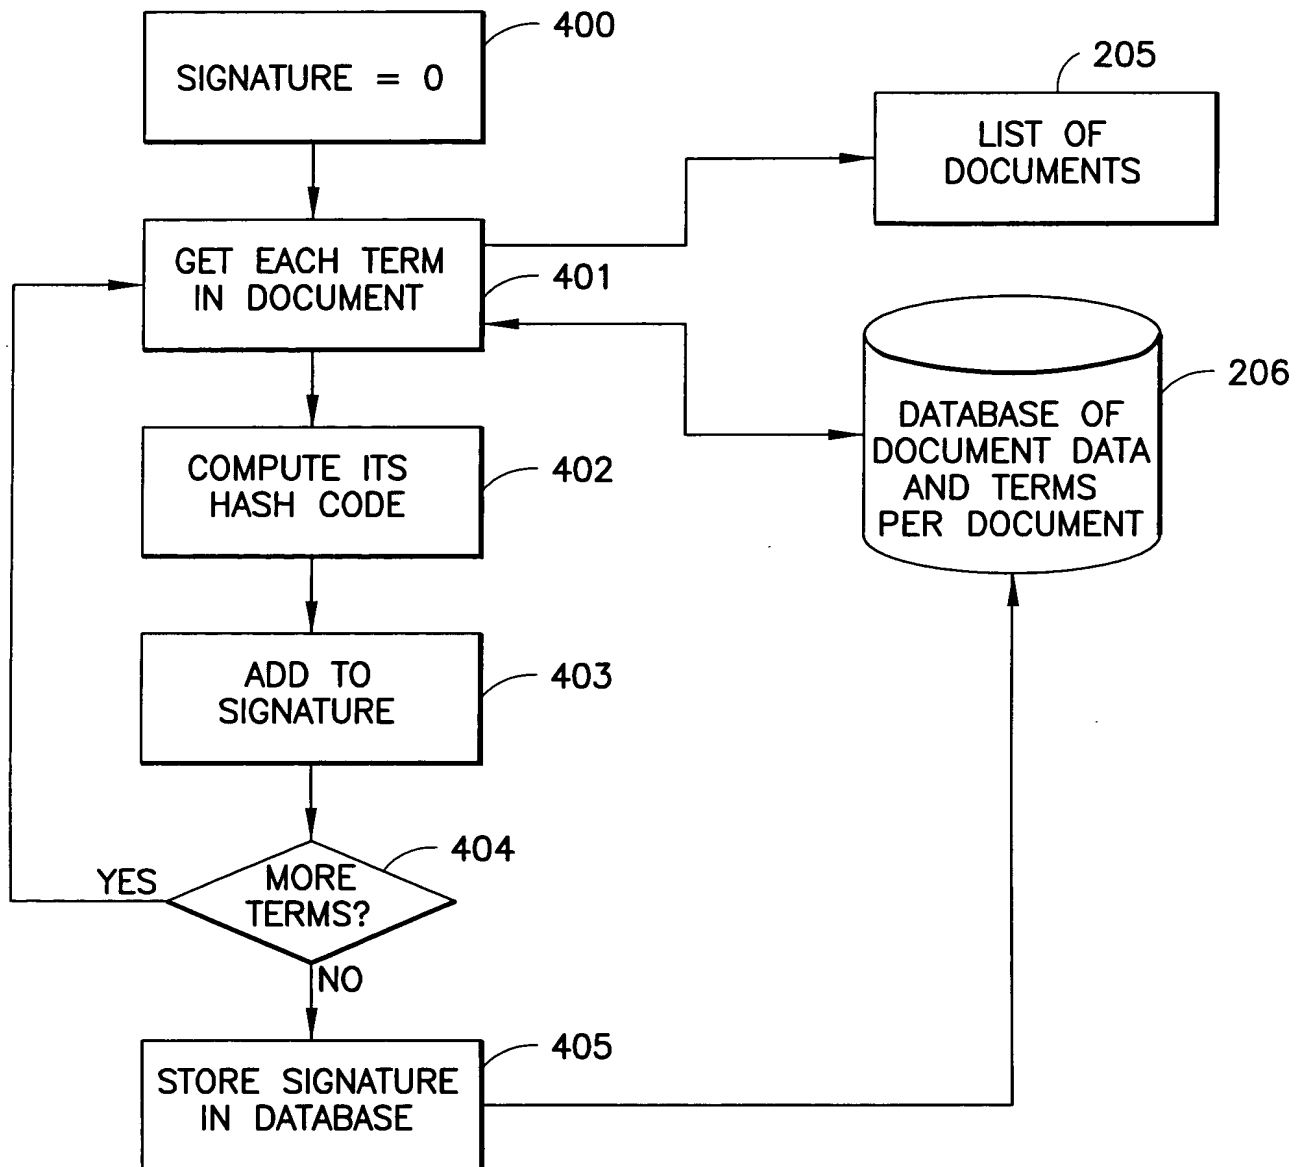 400
SIGNATURE = 0
205
LIST OF
DOCUMENTS
GET EACH TERM
IN DOCUMENT
401
206
DATABASE OF
DOCUMENT DATA
AND TERMS
PER DOCUMENT
COMPUTE ITS
HASH CODE
402
ADD TO
SIGNATURE
403
404
YES
MORE
TERMS?
NO
405
STORE SIGNATURE
IN DATABASE